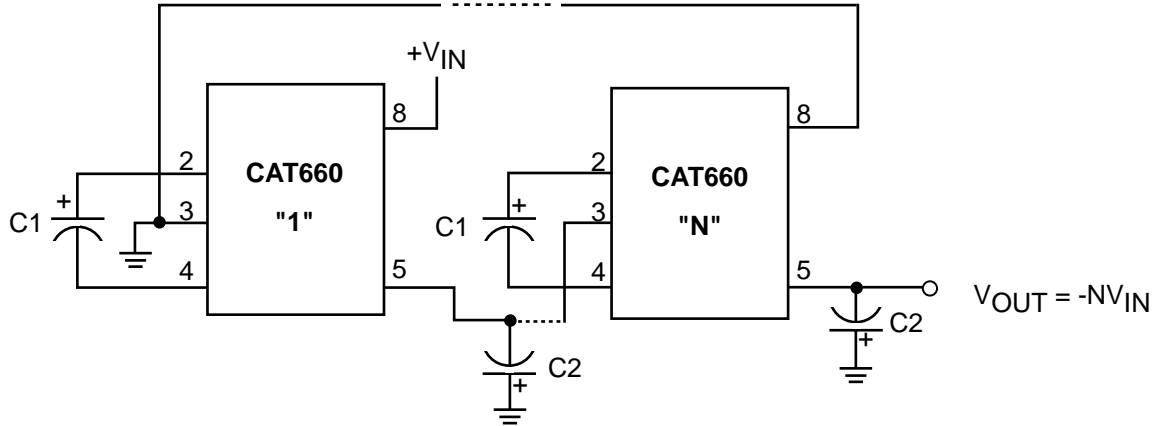 +VIN
8
8
2
CAT660
"1"
2
CAT660
"N"
+
C1
3
+
C1
3
4
5
4
5
VOUT = -NVIN
C2
+
C2
+